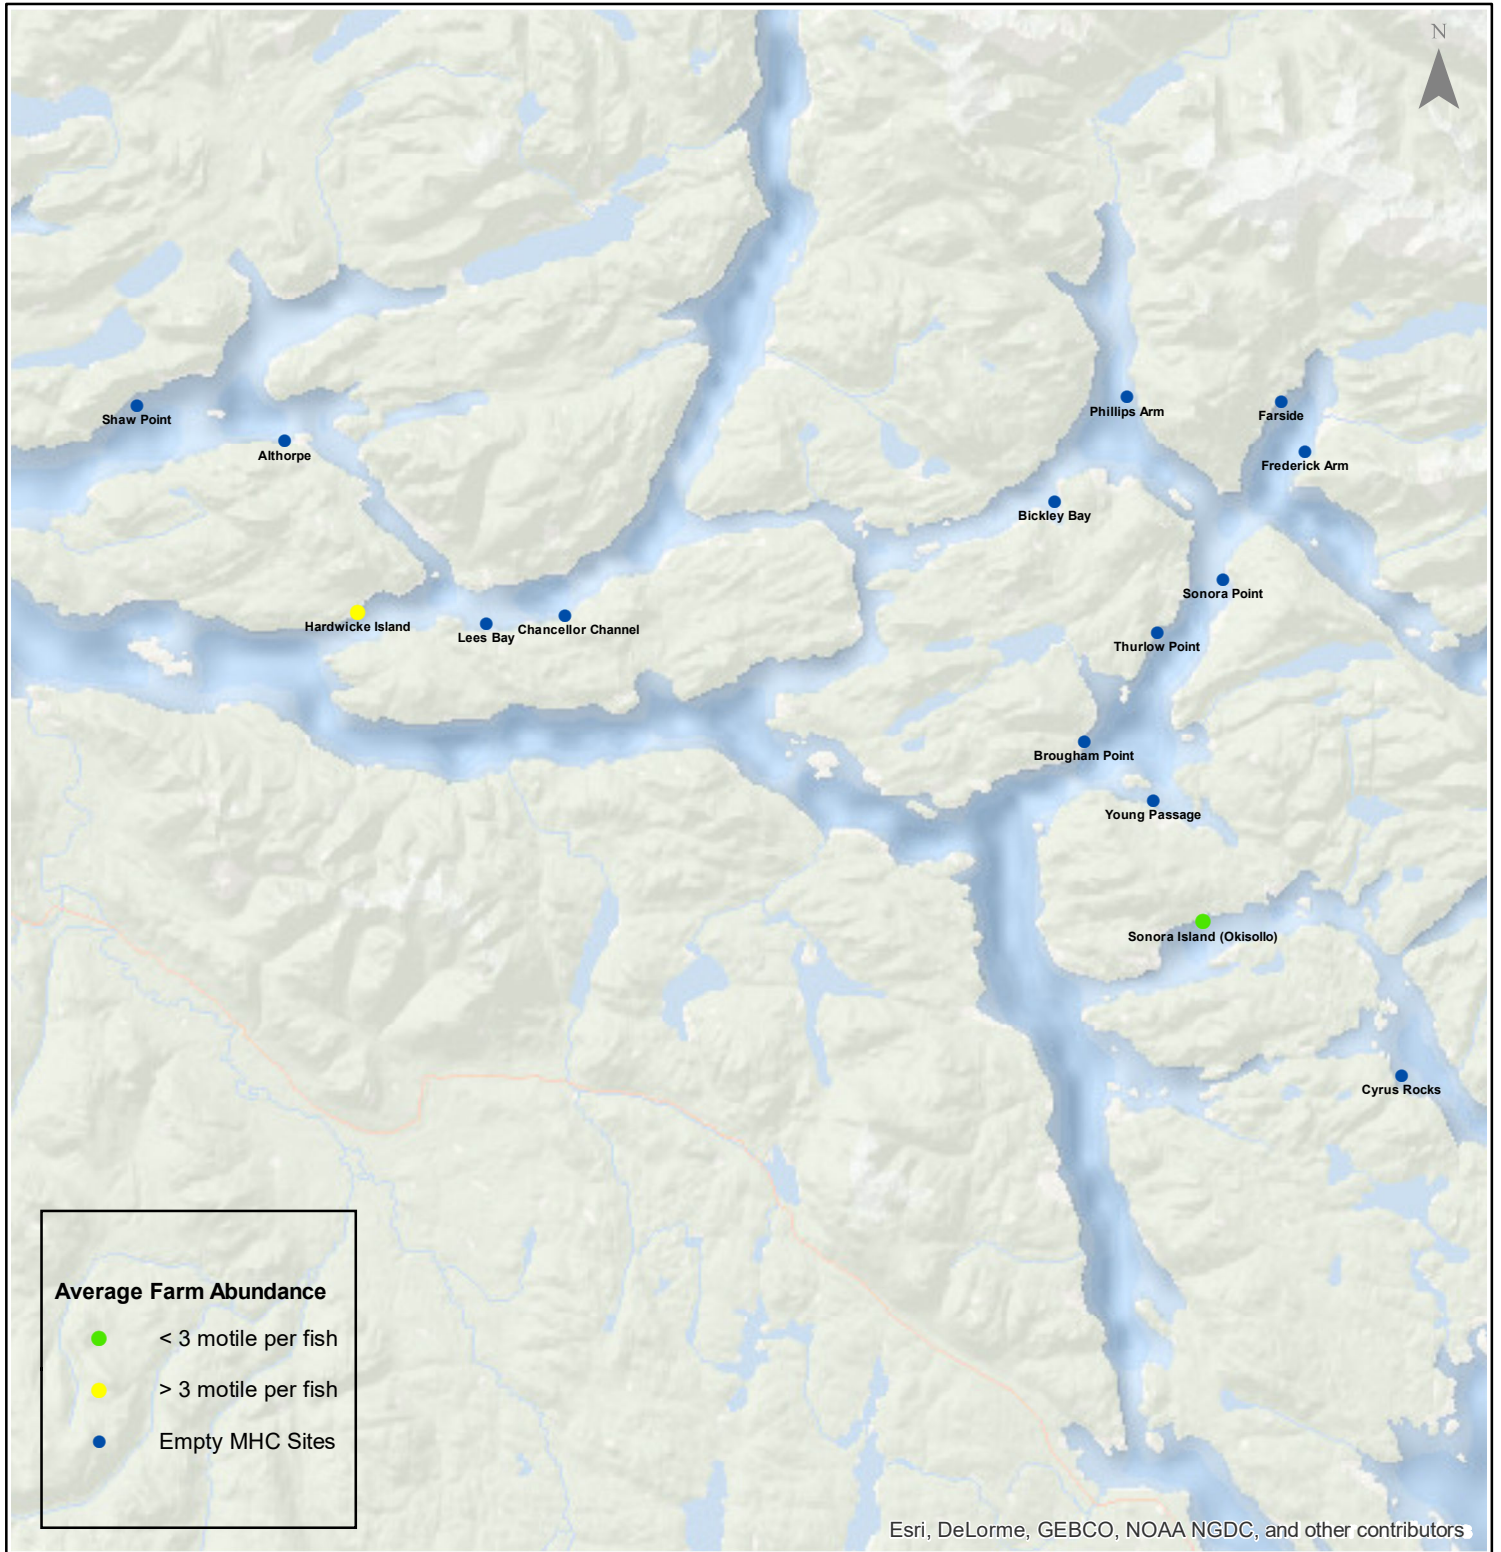 N
Shaw Point
Althorpe
Phillips Arm
Farside
Frederick Arm
Bickley Bay
Sonora Point
Hardwicke Island
Lees Bay
Chancellor Channel
Thurlow Point
Brougham Point
Young Passage
Sonora Island (Okisollo)
Cyrus Rocks
Average Farm Abundance
< 3 motile per fish
> 3 motile per fish
Empty MHC Sites
Esri, DeLorme, GEBCO, NOAA NGDC, and other contributors